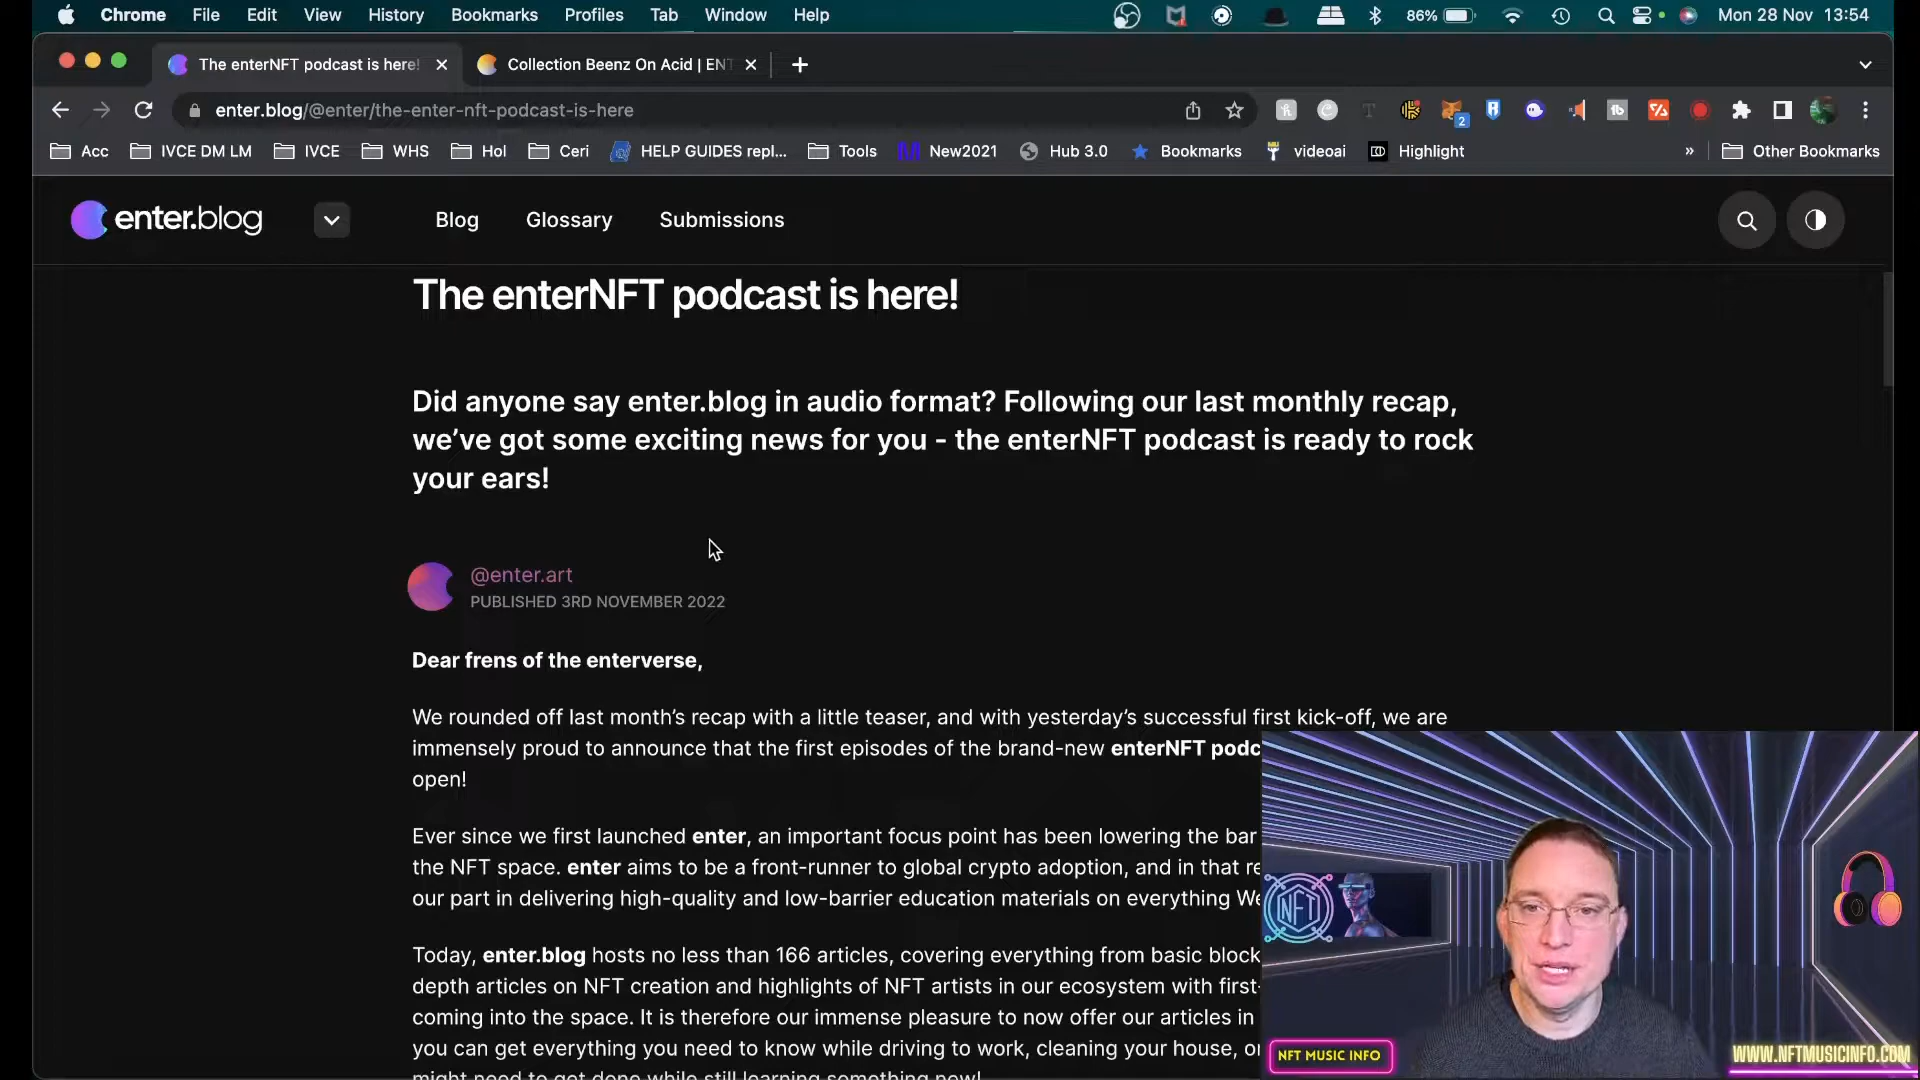 Chrome File Edit View History Bookmarks Profiles Tab Window Help 86% Mon 28 Nov 13:54
The enterNFT podcast is here! Collection Beenz On Acid | ENT
enter.blog/@enter/the-enter-nft-podcast-is-here
2
Acc IVCE DM LM IVCE WHS Hol Ceri HELP GUIDES repl... Tools New2021 Hub 3.0 Bookmarks videoai Highlight » Other Bookmarks
enter.blog Blog Glossary Submissions
The enterNFT podcast is here!
Did anyone say enter.blog in audio format? Following our last monthly recap,
we've got some exciting news for you - the enterNFT podcast is ready to rock
your ears!
@enter.art
PUBLISHED 3RD NOVEMBER 2022
Dear frens of the enterverse,
We rounded off last month's recap with a little teaser, and with yesterday's successful first kick-off, we are
immensely proud to announce that the first episodes of the brand-new enterNFT podc
open!
Ever since we first launched enter, an important focus point has been lowering the bar
the NFT space. enter aims to be a front-runner to global crypto adoption, and in that re
our part in delivering high-quality and low-barrier education materials on everything We
Today, enter.blog hosts no less than 166 articles, covering everything from basic block
depth articles on NFT creation and highlights of NFT artists in our ecosystem with first-
coming into the space. It is therefore our immense pleasure to now offer our articles in
you can get everything you need to know while driving to work, cleaning your house, or
might need to get done while still learning something new!
NFT
NFT MUSIC INFO
WWW.NFTMUSICINFO.COM